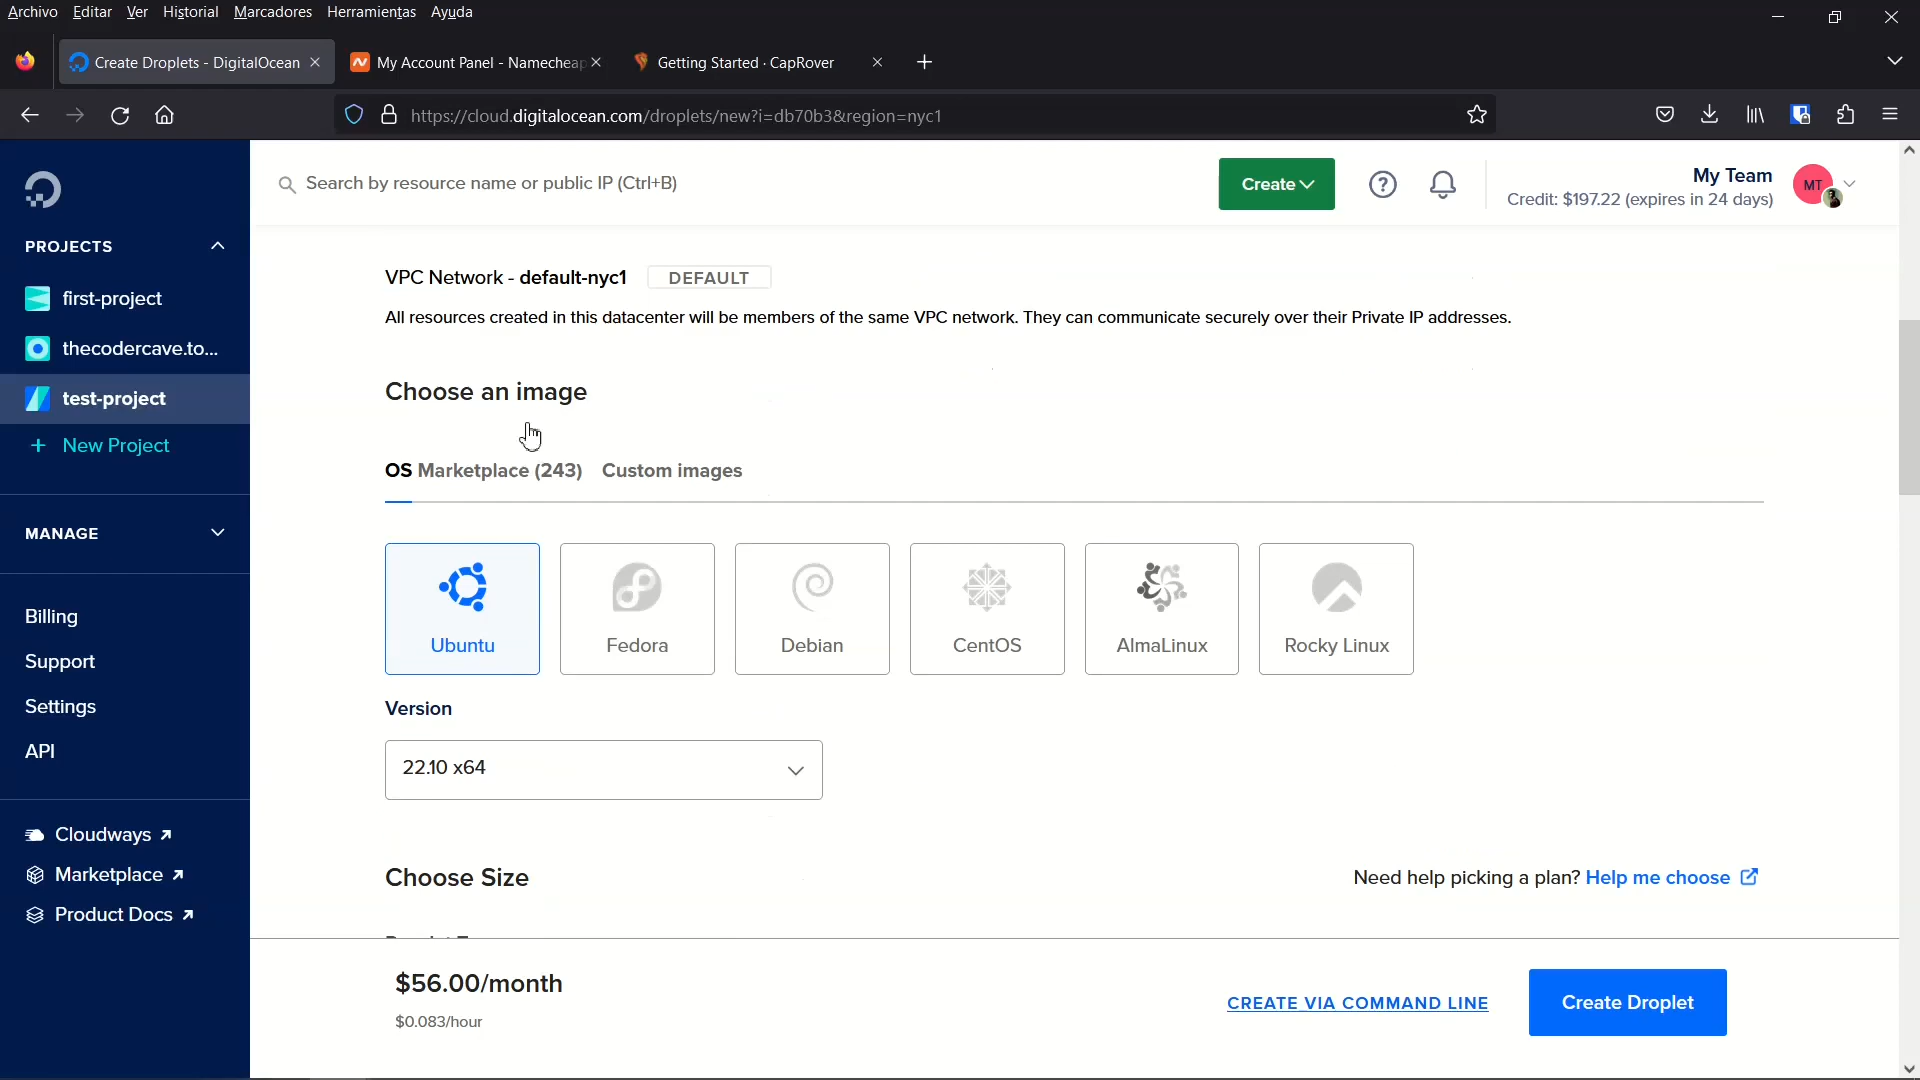 Archivo Editar Ver Historial Marcadores Herramientas Ayuda
Create Droplets - DigitalOcean
My Account Panel - Namecheap
Getting Started · CapRover
https://cloud.digitalocean.com/droplets/new?i=db70b3&region=nyc1
Search by resource name or public IP (Ctrl+B)
Create
My Team
Credit: $197.22 (expires in 24 days)
MT
PROJECTS
first-project
thecodercave.to...
test-project
+ New Project
MANAGE
Billing
Support
Settings
API
Cloudways
Marketplace
Product Docs
VPC Network - default-nyc1 DEFAULT
All resources created in this datacenter will be members of the same VPC network. They can communicate securely over their Private IP addresses.
Choose an image
OS Marketplace (243) Custom images
Ubuntu
Fedora
Debian
CentOS
AlmaLinux
Rocky Linux
Version
22.10 x64
Choose Size
Need help picking a plan? Help me choose
$56.00/month
$0.083/hour
CREATE VIA COMMAND LINE
Create Droplet